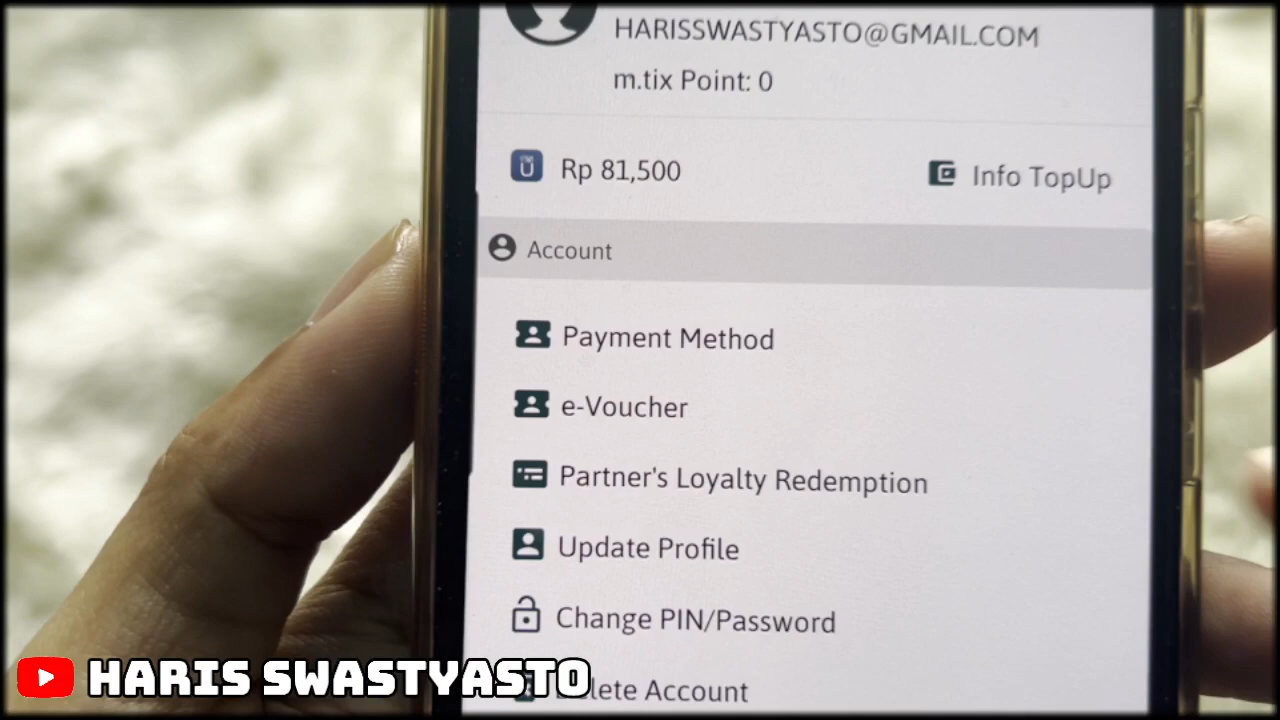 HARISSWASTYASTO@GMAIL.COM
m.tix Point: 0
Rp 81,500
Info TopUp
Account
Payment Method
e-Voucher
Partner's Loyalty Redemption
Update Profile
Change PIN/Password
Account
HARIS SWASTYASTO